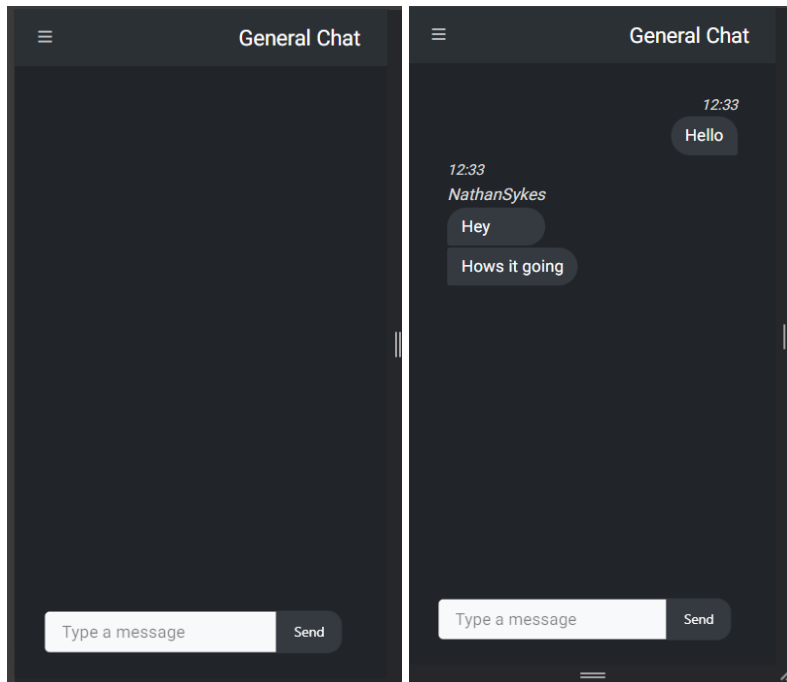 General Chat
Type a message
Send
General Chat
12:33
Hello
12:33
NathanSykes
Hey
Hows it going
Type a message
Send